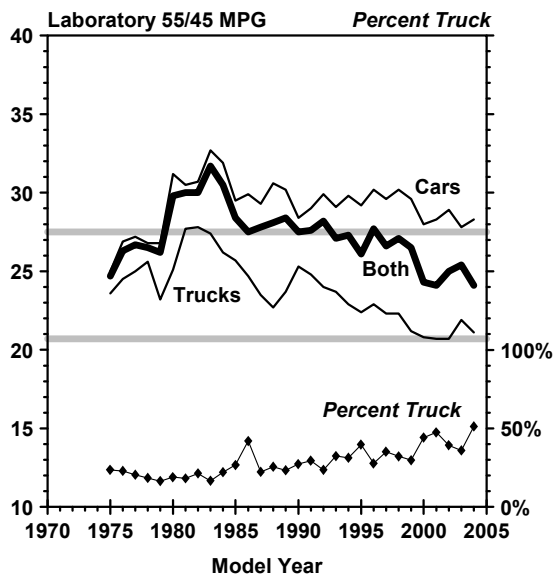 Laboratory 55/45 MPG Percent Truck
40
35
30 Cars
25 Both
Trucks
20 100%
Percent Truck
15 50%
10 0%
1970 1975 1980 1985 1990 1995 2000 2005
Model Year